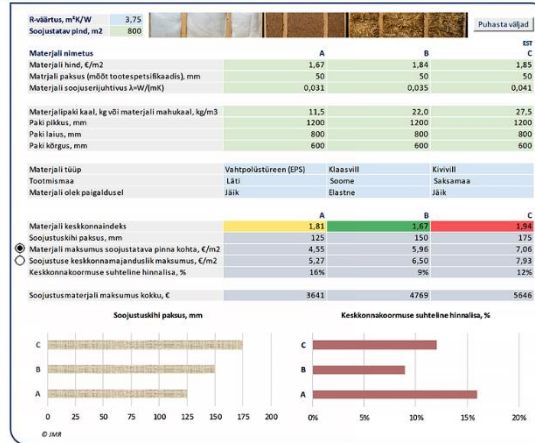 R-väärtus, m²K/W 3,75
Soojustatav pind, m2 800
Puhasta väljad
EST
Materjali nimetus A B C
Materjali hind, €/m2 1,67 1,84 1,85
Matrjali paksus (mõõt tootespetsifikaadis), mm 50 50 50
Materjali soojuserijuhtivus λ=W/(mK) 0,031 0,035 0,041
Materjalipaki kaal, kg või materjali mahukaal, kg/m3 11,5 22,0 27,5
Paki pikkus, mm 1200 1200 1200
Paki laius, mm 800 800 800
Paki kõrgus, mm 600 600 600
Materjali tüüp Vahtpolüstüreen (EPS) Klaasvill Kivivill
Tootmismaa Läti Soome Saksamaa
Materjali olek paigaldusel Jäik Elastne Jäik
A B C
Materjali keskkonnaindeks 1,81 1,67 1,94
Soojustuskihi paksus, mm 125 150 175
Materjali maksumus soojustatava pinna kohta, €/m2 4,55 5,96 7,06
Soojustuse keskkonnamajanduslik maksumus, €/m2 5,27 6,50 7,93
Keskkonnakoormuse suhteline hinnalisa, % 16% 9% 12%
Soojustusmaterjali maksumus kokku, € 3641 4769 5646
Soojustuskihi paksus, mm
C
B
A
0 25 50 75 100 125 150 175 200
Keskkonnakoormuse suhteline hinnalisa, %
C
B
A
0% 5% 10% 15% 20%
© JMR